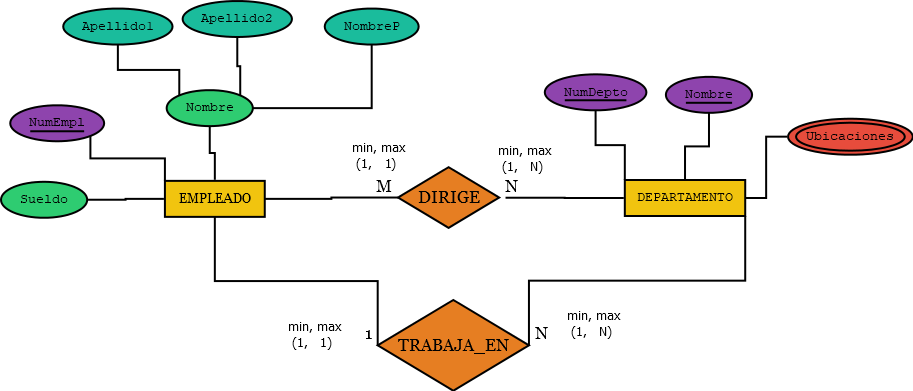 Apellido1
Apellido2
NombreP
Nombre
NumEmpl
Sueldo
EMPLEADO
min, max
(1, 1)
M
DIRIGE
min, max
(1, N)
N
NumDepto
Nombre
Ubicaciones
DEPARTAMENTO
min, max
(1, 1)
1
TRABAJA_EN
N
min, max
(1, N)